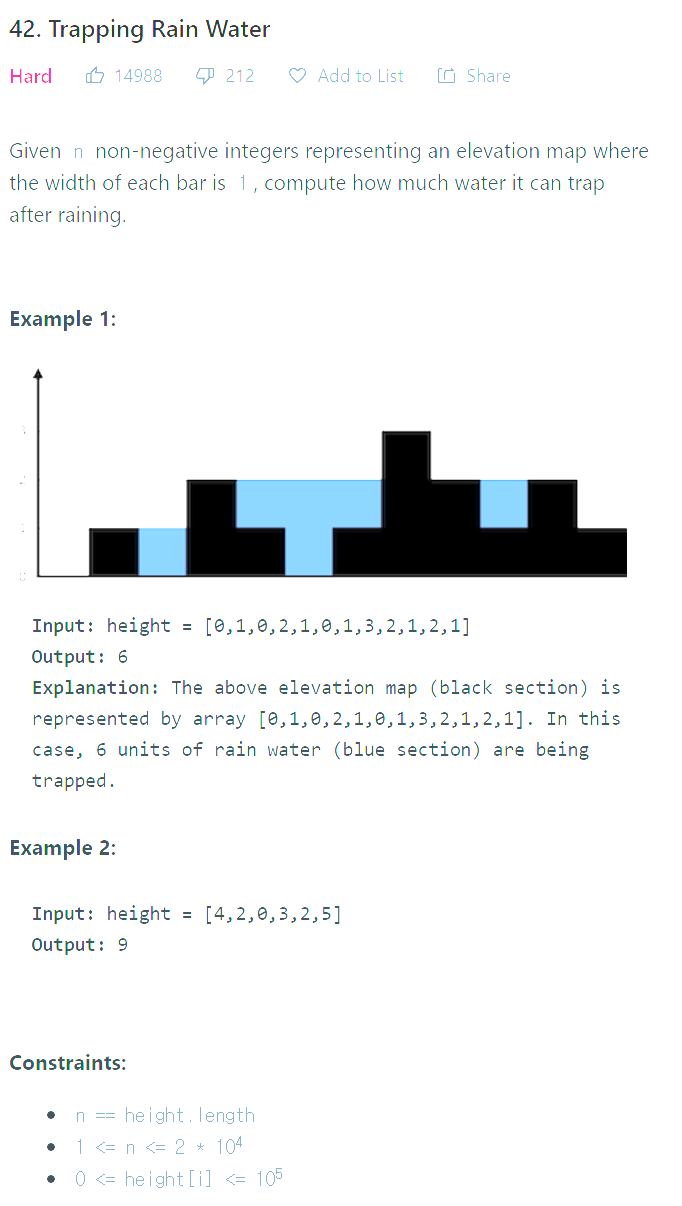 42. Trapping Rain Water
Hard 14988 212 Add to List Share
Given n non-negative integers representing an elevation map where
the width of each bar is 1, compute how much water it can trap
after raining.
Example 1:
Input: height = [0,1,0,2,1,0,1,3,2,1,2,1]
Output: 6
Explanation: The above elevation map (black section) is
represented by array [0,1,0,2,1,0,1,3,2,1,2,1]. In this
case, 6 units of rain water (blue section) are being
trapped.
Example 2:
Input: height = [4,2,0,3,2,5]
Output: 9
Constraints:
• n == height.length
• 1 <= n <= 2 * 10⁴
• 0 <= height[i] <= 10⁵